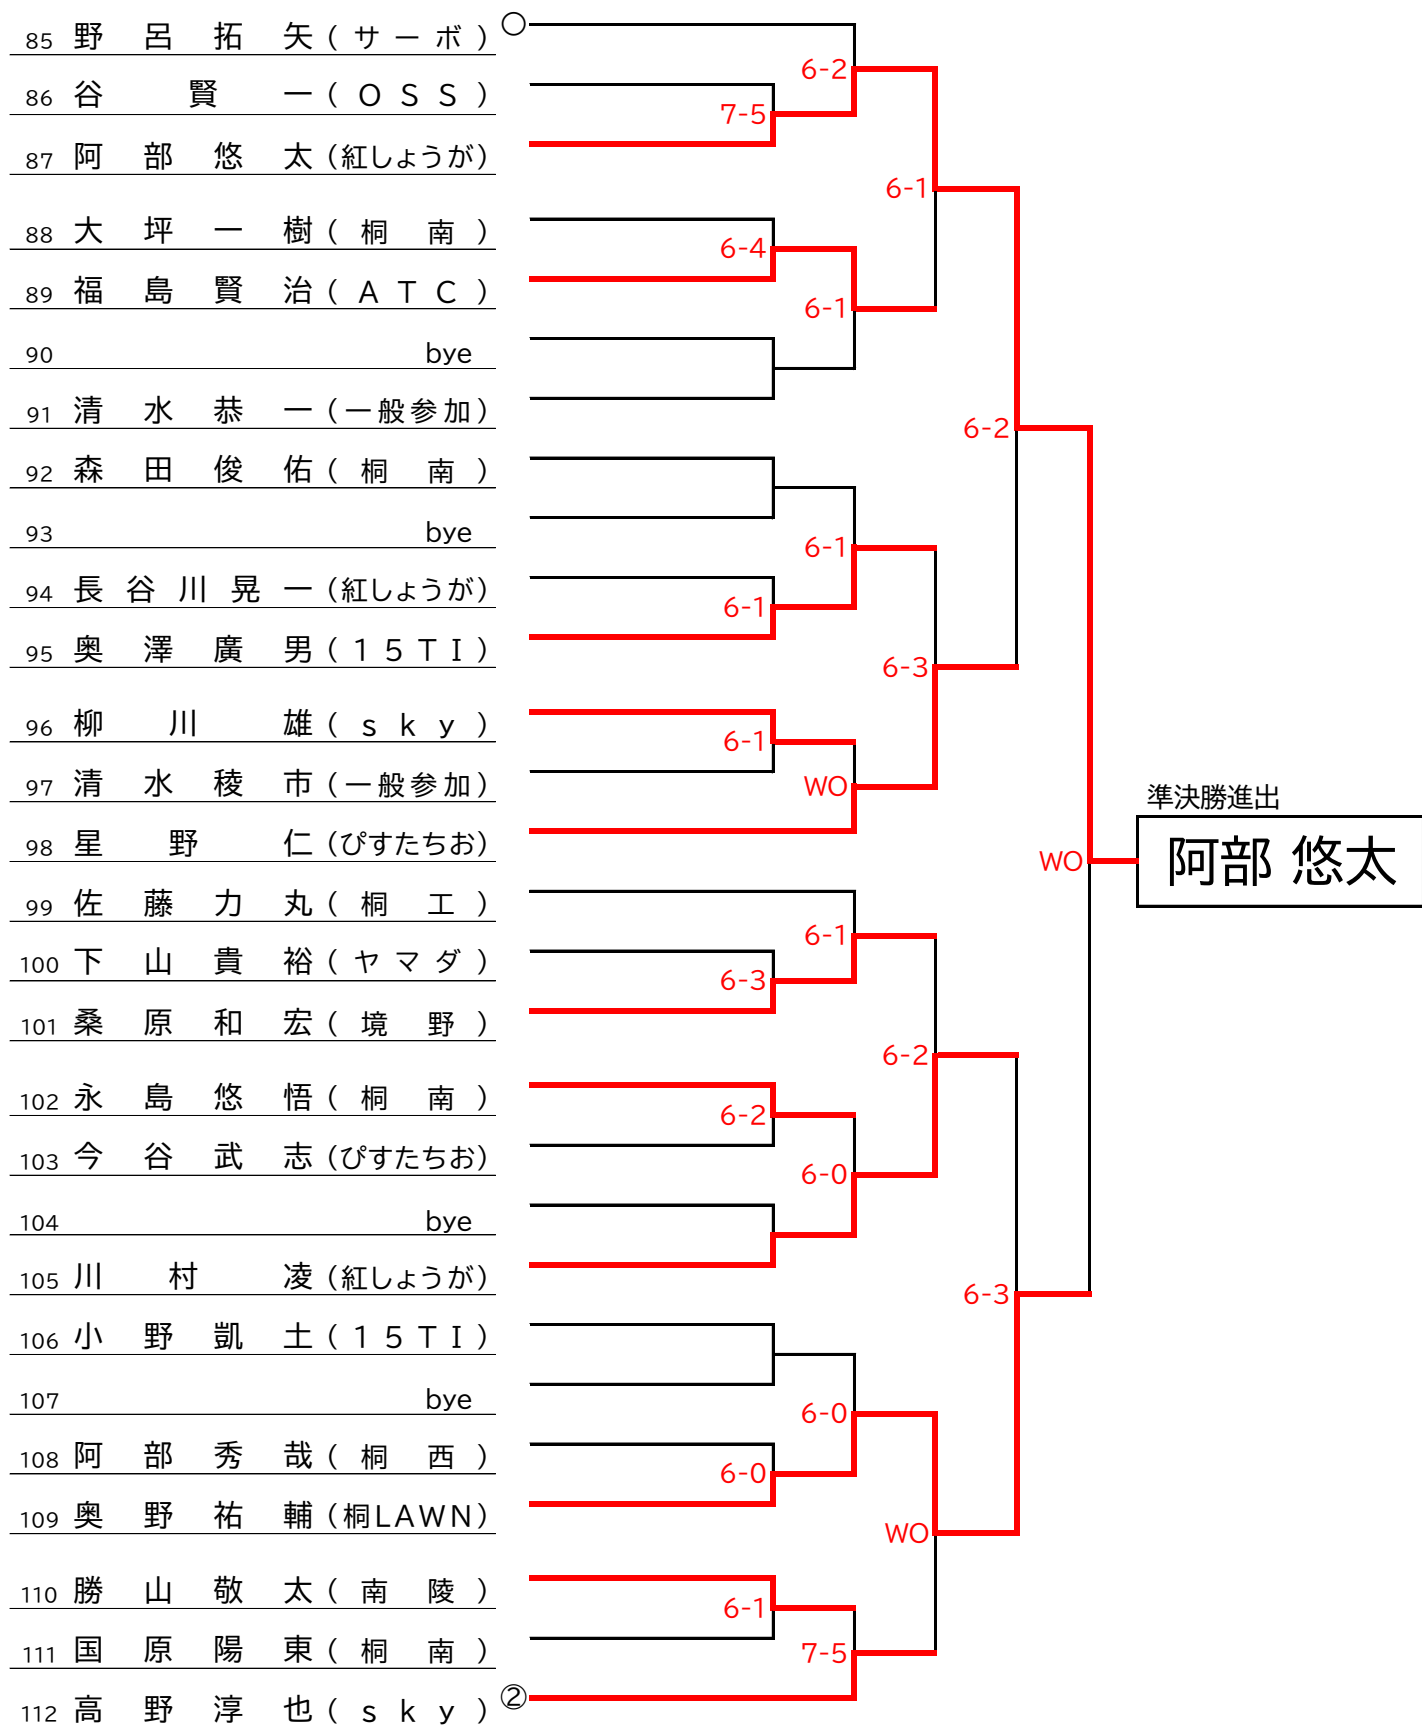 85 野呂拓矢(サーボ) ○
6-2
86 谷賢一(OSS)
7-5
87 阿部悠太(紅しょうが)
6-1
88 大坪一樹(桐南)
6-4
89 福島賢治(ATC)
6-1
90 bye
91 清水恭一(一般参加)
6-2
92 森田俊佑(桐南)
93 bye
6-1
94 長谷川晃一(紅しょうが)
6-1
95 奥澤廣男(15TI)
6-3
96 柳川雄(sky)
6-1
97 清水稜市(一般参加)
WO
準決勝進出
98 星野仁(ぴすたちお)
WO
阿部 悠太
99 佐藤力丸(桐工)
6-1
100 下山貴裕(ヤマダ)
6-3
101 桑原和宏(境野)
6-2
102 永島悠悟(桐南)
6-2
103 今谷武志(ぴすたちお)
6-0
104 bye
105 川村凌(紅しょうが)
6-3
106 小野凱土(15TI)
107 bye
6-0
108 阿部秀哉(桐西)
6-0
109 奥野祐輔(桐LAWN)
WO
110 勝山敬太(南陵)
6-1
111 国原陽東(桐南)
7-5
112 高野淳也(sky) ②